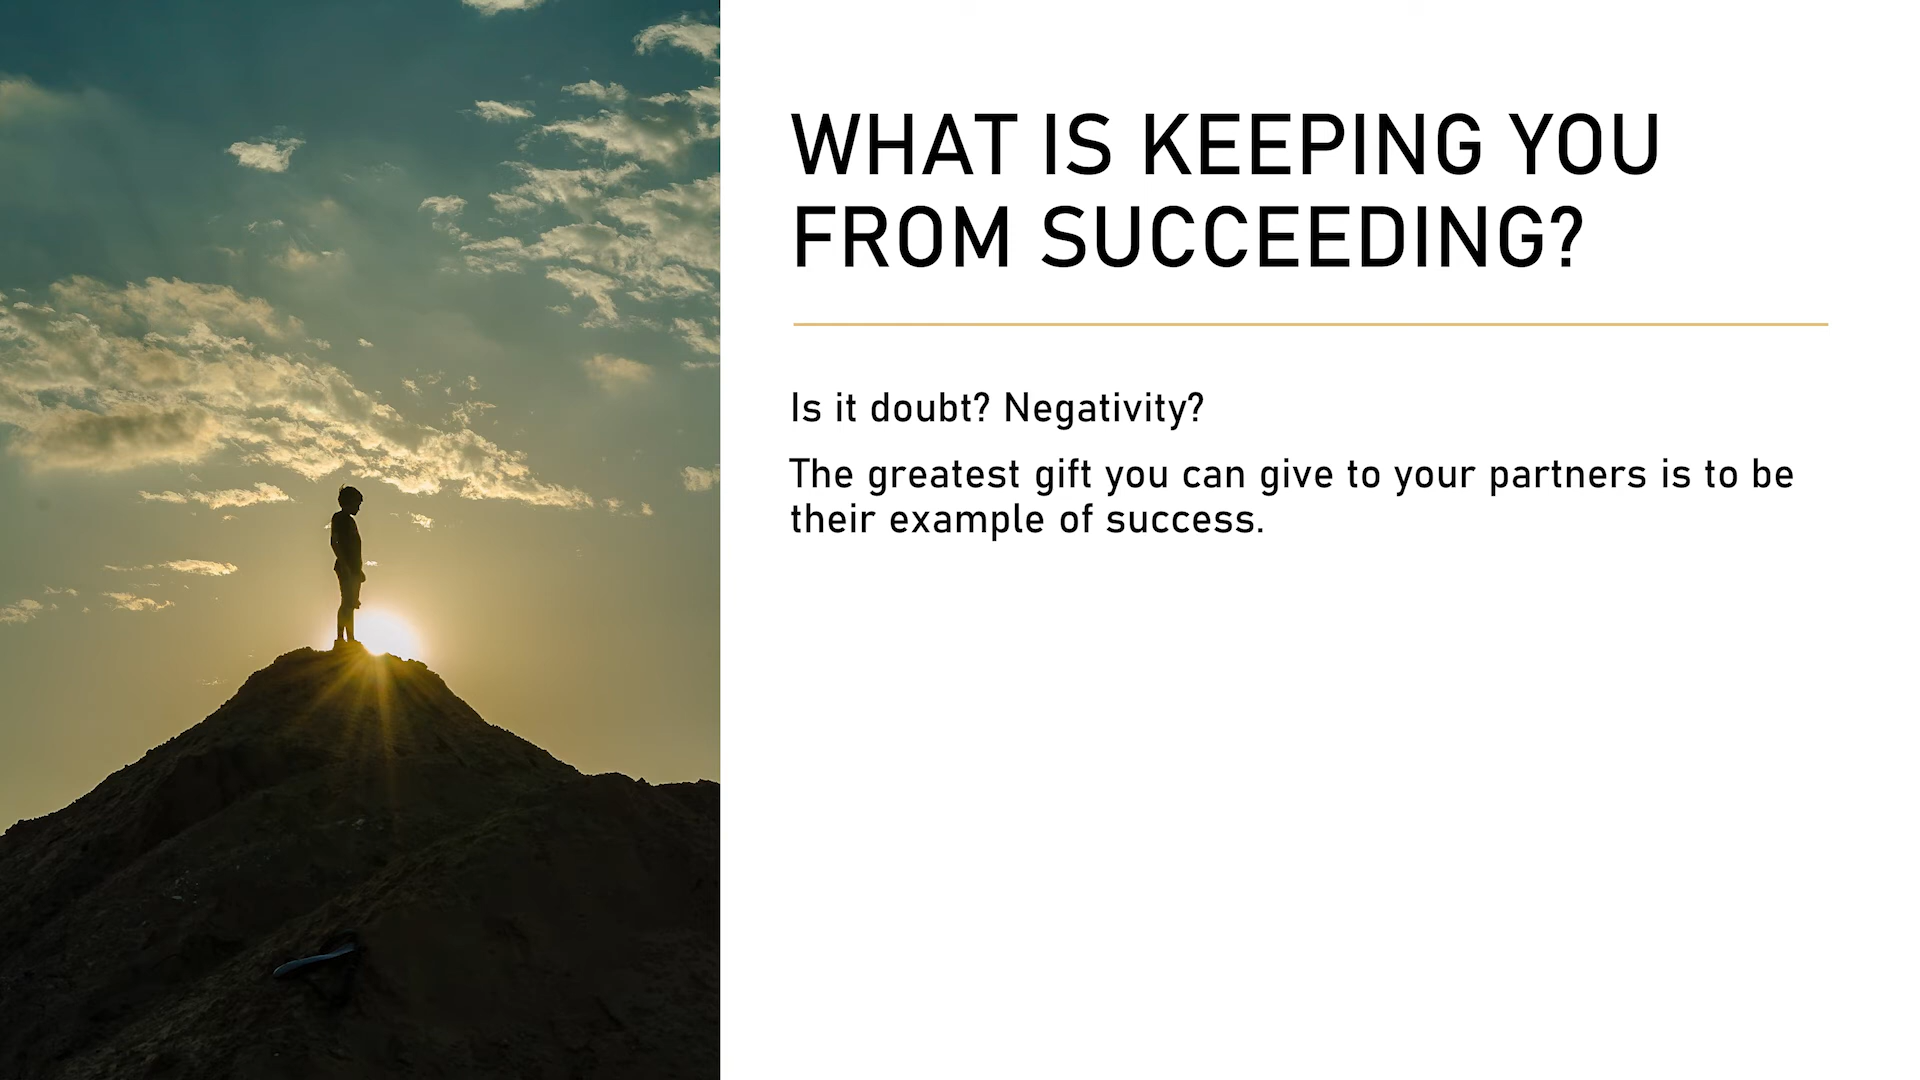 WHAT IS KEEPING YOU
FROM SUCCEEDING?
Is it doubt? Negativity?
The greatest gift you can give to your partners is to be
their example of success.